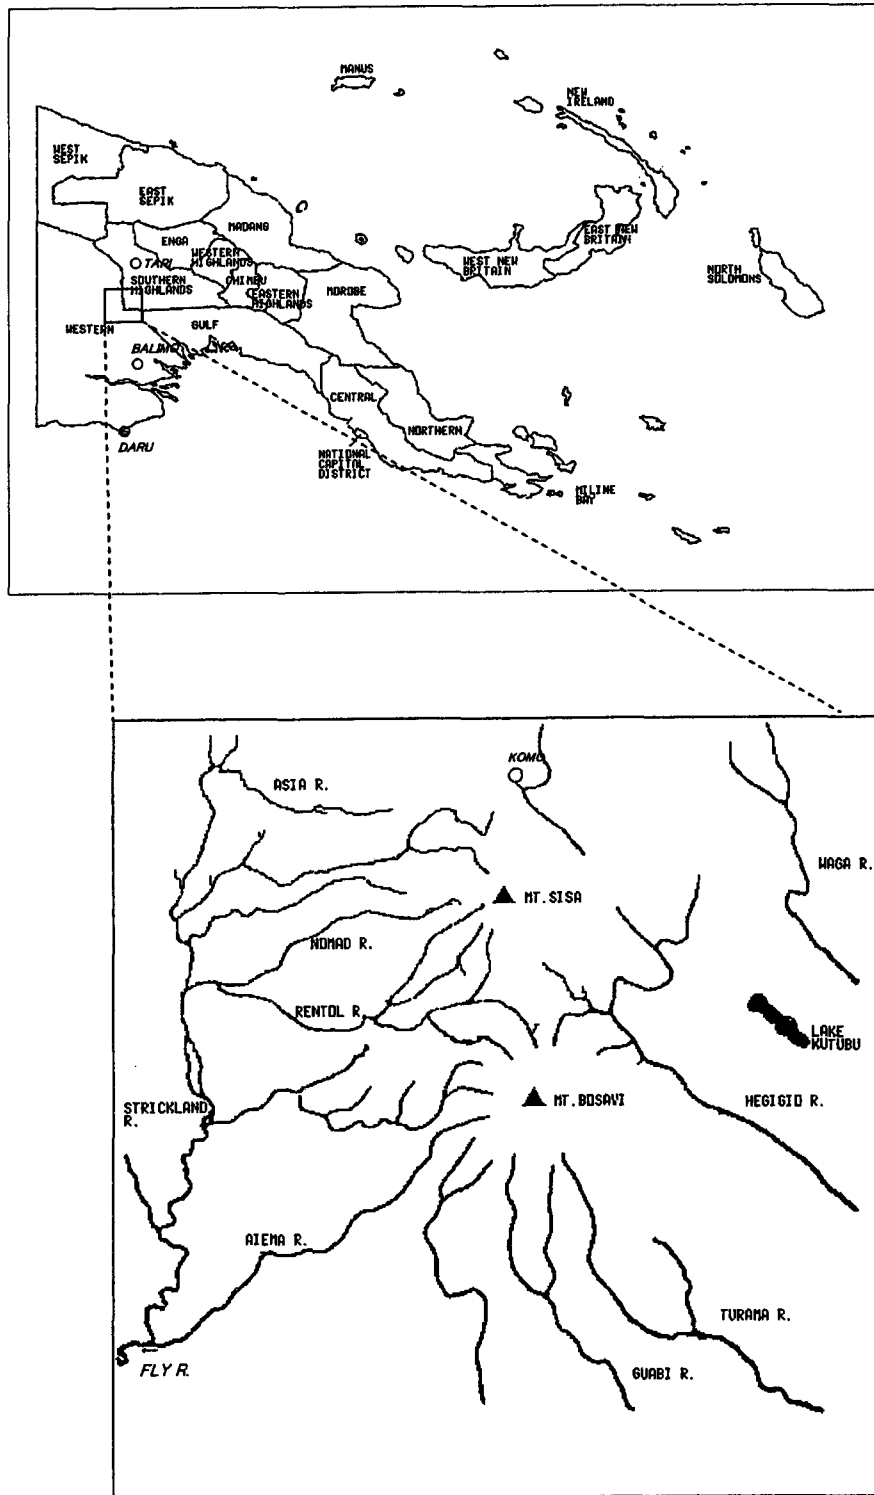 MANUS
NEW
IRELAND
WEST
SEPIK
EAST
SEPIK
MADANG
ENGA
WESTERN
HIGHLANDS
TARI
SOUTHERN
HIGHLANDS
CHIMBU
EASTERN
HIGHLANDS
MOROBE
EAST NEW
BRITAIN
WEST NEW
BRITAIN
NORTH
SOLOMONS
WESTERN
GULF
BALIMO
DARU
CENTRAL
NORTHERN
NATIONAL
CAPITAL
DISTRICT
MILINE
BAY
KOMO
ASIA R.
WAGA R.
MT.SISA
NOMAD R.
RENTOL R.
LAKE
KUTUBU
STRICKLAND
R.
MT.BOSAVI
HEGIGIO R.
AIEMA R.
TURAMA R.
GUABI R.
FLY R.